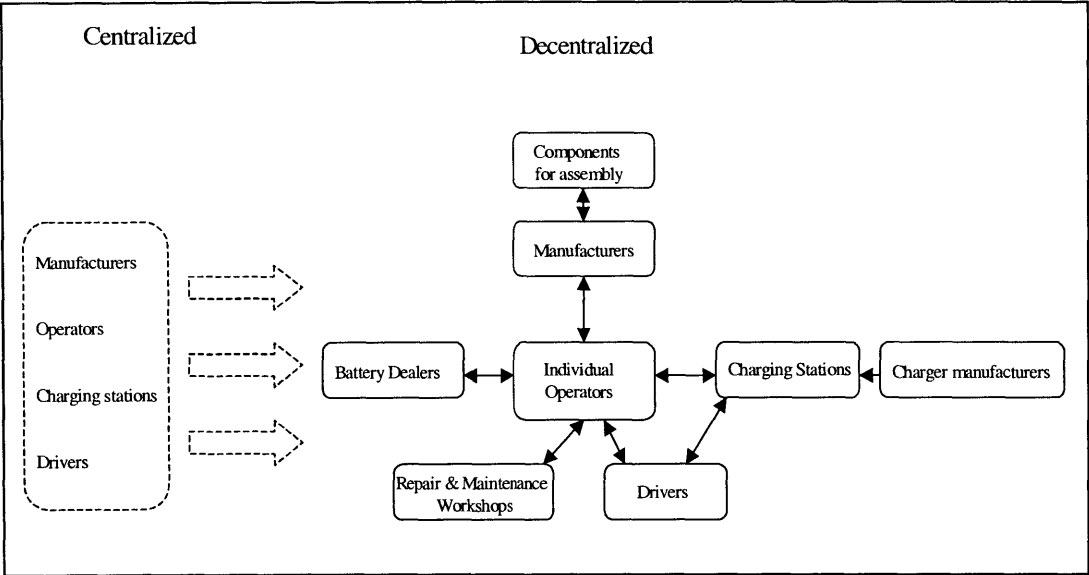 Centralized
Decentralized
Components
for assembly
Manufacturers
Manufacturers
Operators
Charging stations
Drivers
Battery Dealers
Individual
Operators
Charging Stations
Charger manufacturers
Repair & Maintenance
Workshops
Drivers